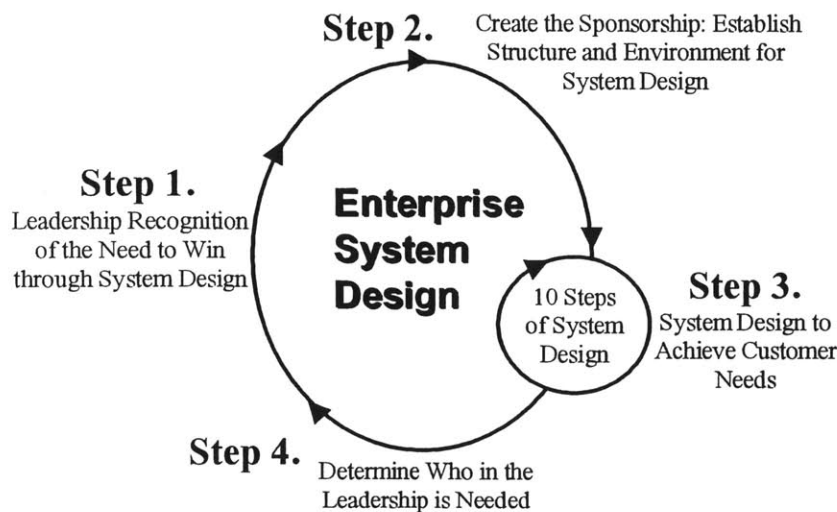 Step 1.
Leadership Recognition
of the Need to Win
through System Design
Step 2.
Create the Sponsorship: Establish
Structure and Environment for
System Design
Enterprise
System
Design
10 Steps
of System
Design
Step 3.
System Design to
Achieve Customer
Needs
Step 4.
Determine Who in the
Leadership is Needed